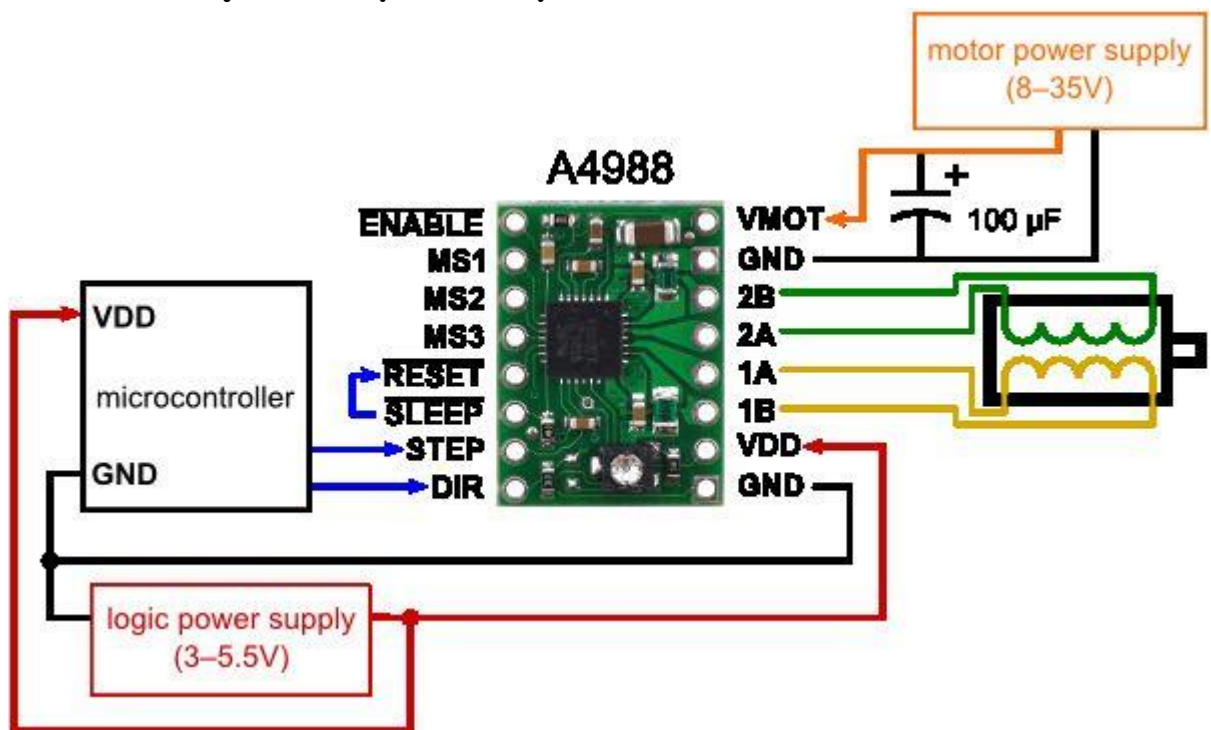 motor power supply
(8–35V)
A4988
ENABLE
MS1
MS2
MS3
RESET
SLEEP
STEP
DIR
VMOT
GND
2B
2A
1A
1B
VDD
GND
+
100 µF
VDD
microcontroller
GND
logic power supply
(3–5.5V)